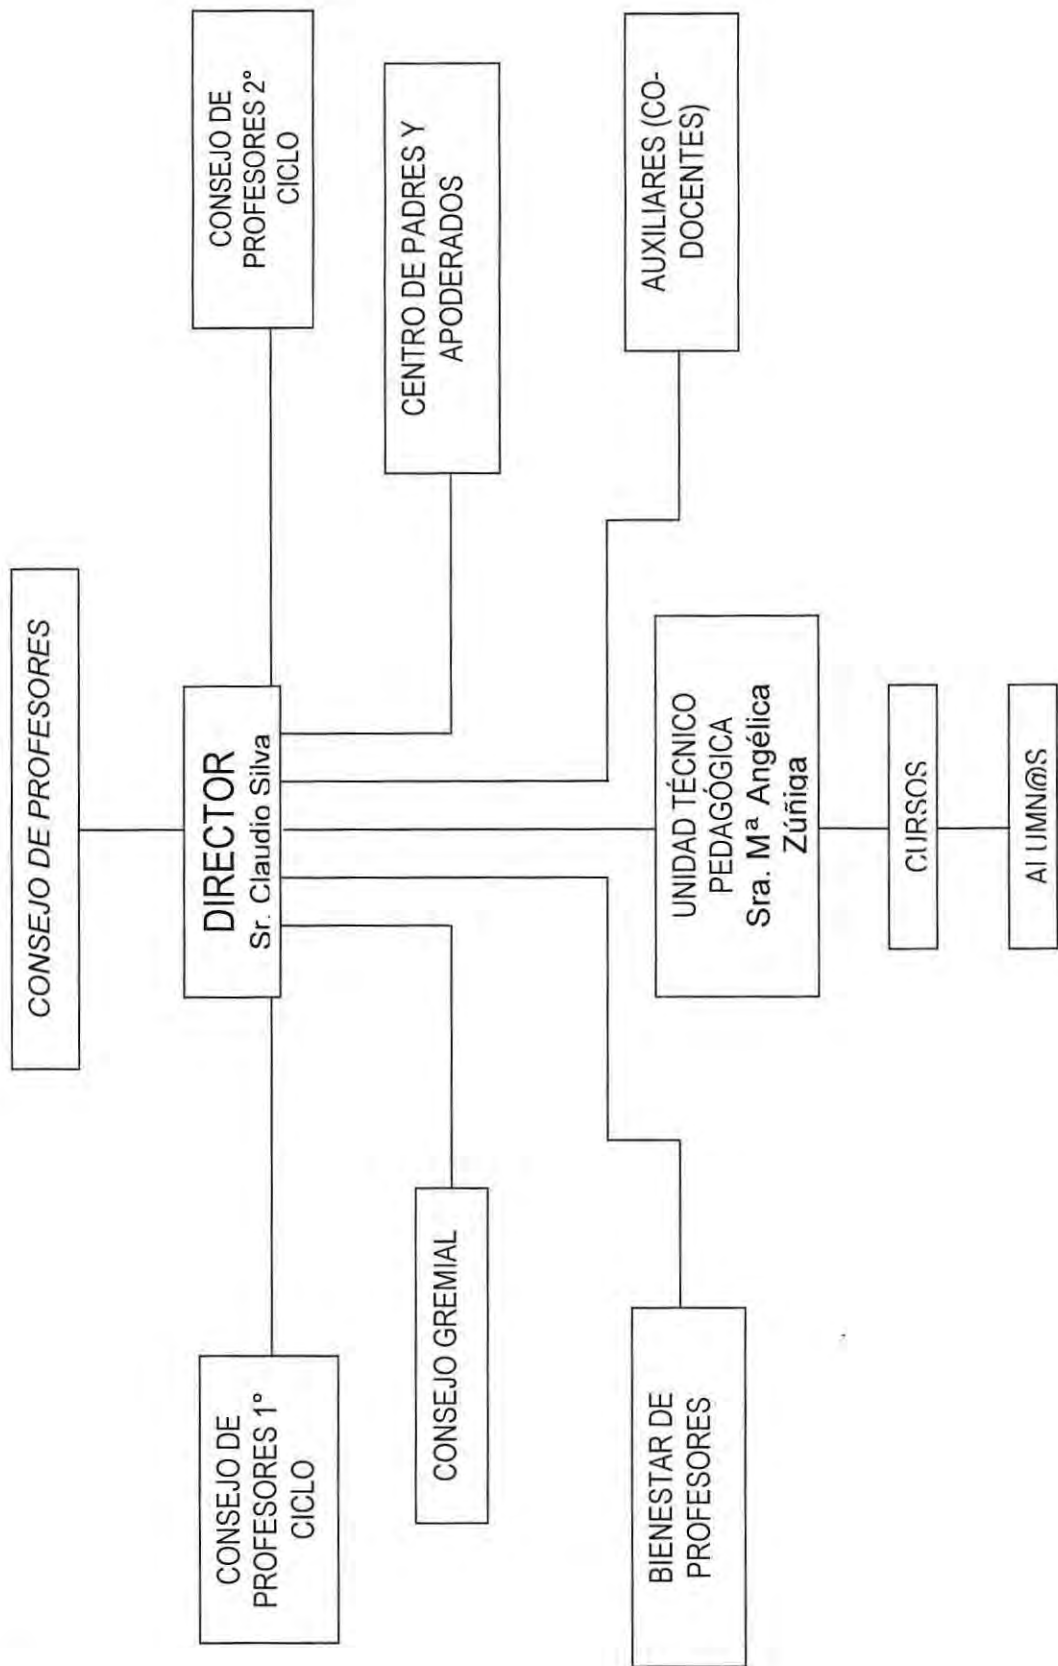 CONSEJO DE PROFESORES
DIRECTOR
Sr. Claudio Silva
CONSEJO DE
PROFESORES 1°
CICLO
CONSEJO DE
PROFESORES 2°
CICLO
CONSEJO GREMIAL
CENTRO DE PADRES Y
APODERADOS
BIENESTAR DE
PROFESORES
UNIDAD TÉCNICO
PEDAGÓGICA
Sra. Mª Angélica
Zúñiga
AUXILIARES (CO-
DOCENTES)
CURSOS
ALUMN@S